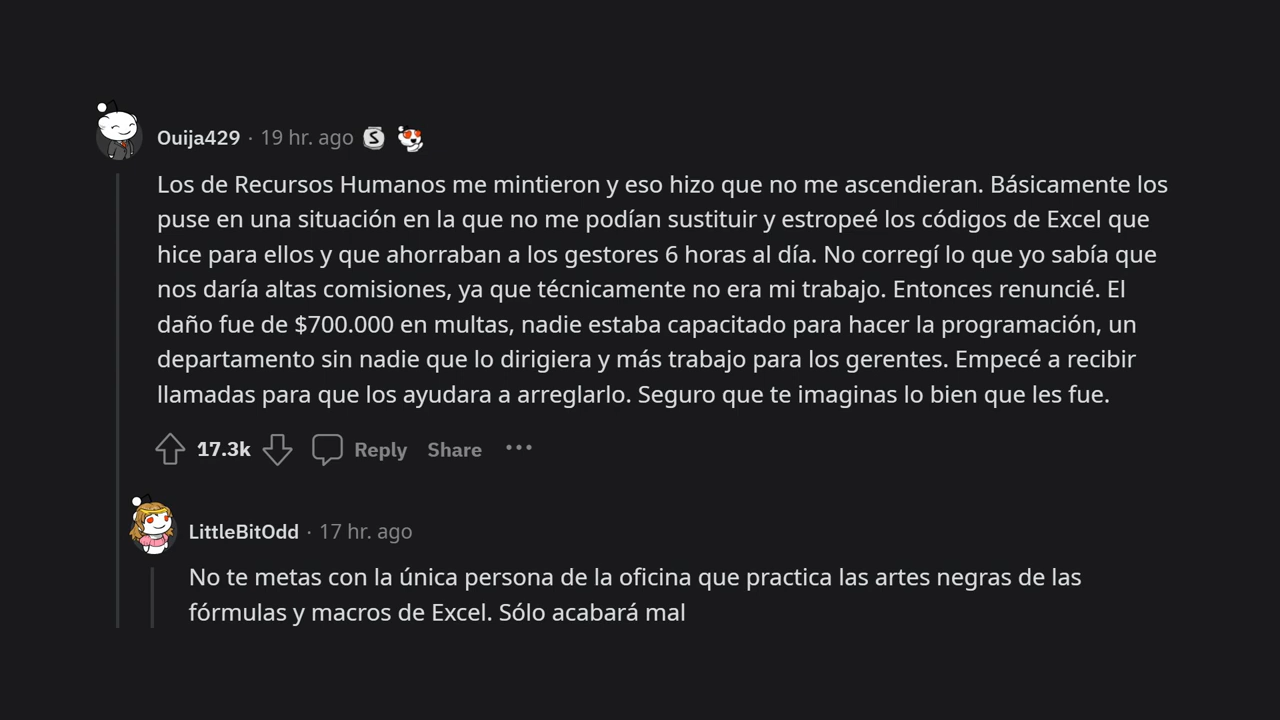 Ouija429 · 19 hr. ago
Los de Recursos Humanos me mintieron y eso hizo que no me ascendieran. Básicamente los
puse en una situación en la que no me podían sustituir y estropeé los códigos de Excel que
hice para ellos y que ahorraban a los gestores 6 horas al día. No corregí lo que yo sabía que
nos daría altas comisiones, ya que técnicamente no era mi trabajo. Entonces renuncié. El
daño fue de $700.000 en multas, nadie estaba capacitado para hacer la programación, un
departamento sin nadie que lo dirigiera y más trabajo para los gerentes. Empecé a recibir
llamadas para que los ayudara a arreglarlo. Seguro que te imaginas lo bien que les fue.
17.3k Reply Share ···
LittleBitOdd · 17 hr. ago
No te metas con la única persona de la oficina que practica las artes negras de las
fórmulas y macros de Excel. Sólo acabará mal